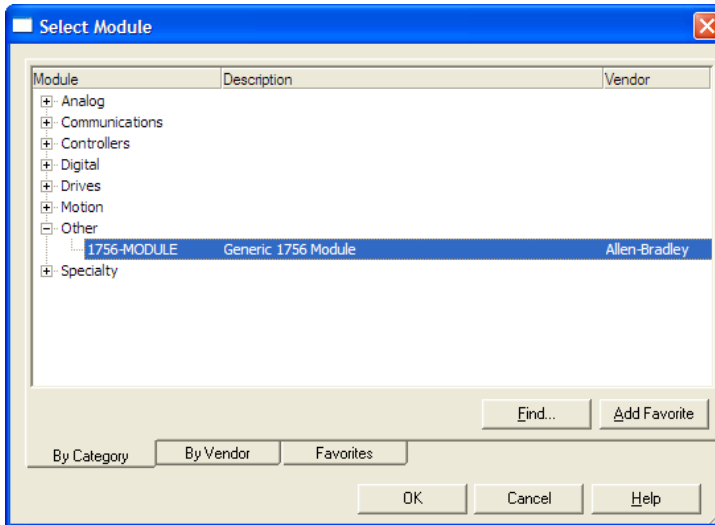 Select Module
Module Description Vendor
Analog
Communications
Controllers
Digital
Drives
Motion
Other
1756-MODULE Generic 1756 Module Allen-Bradley
Specialty
Find... Add Favorite
By Category By Vendor Favorites
OK Cancel Help